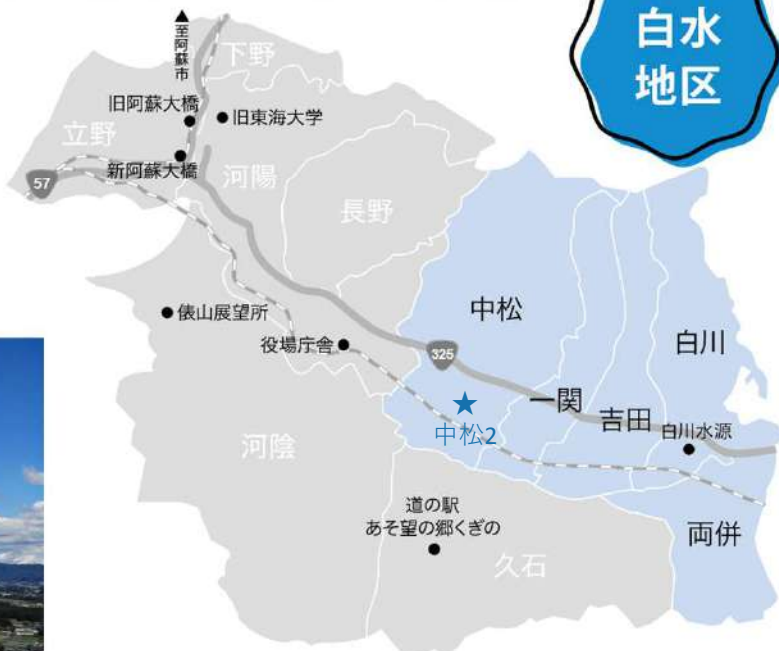 白水
地区
至阿蘇市
下野
旧阿蘇大橋
旧東海大学
立野
新阿蘇大橋
57
河陽
長野
中松
俵山展望所
役場庁舎
325
白川
一関
吉田
中松2
白川水源
河陰
道の駅
あそ望の郷くぎの
両併
久石